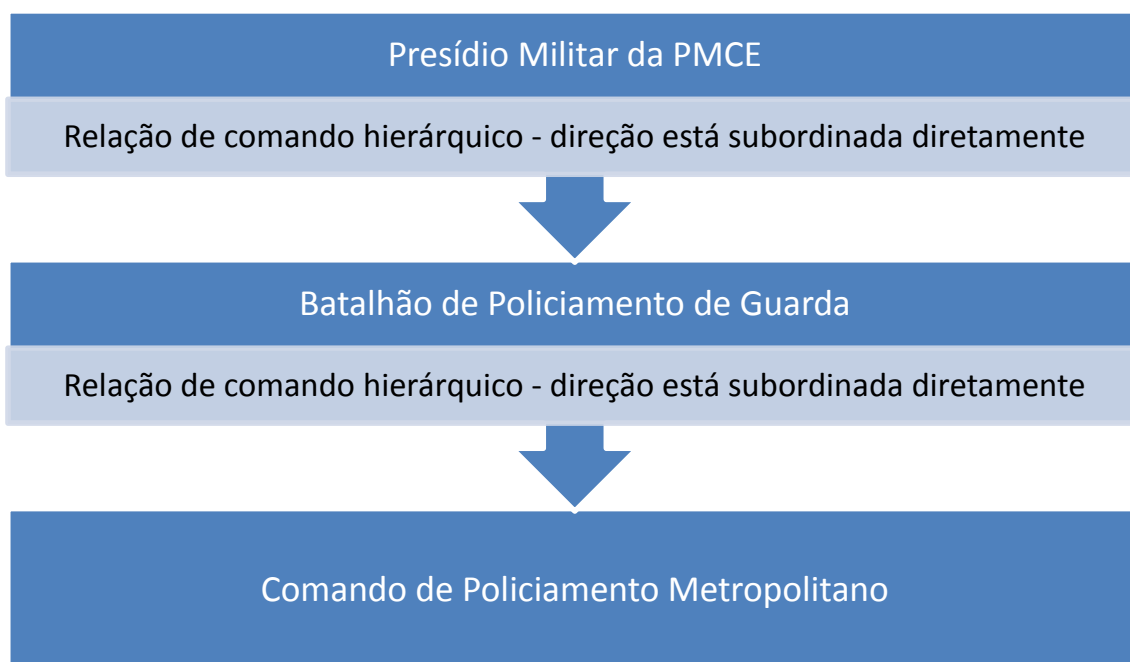 Presídio Militar da PMCE
Relação de comando hierárquico - direção está subordinada diretamente
Batalhão de Policiamento de Guarda
Relação de comando hierárquico - direção está subordinada diretamente
Comando de Policiamento Metropolitano